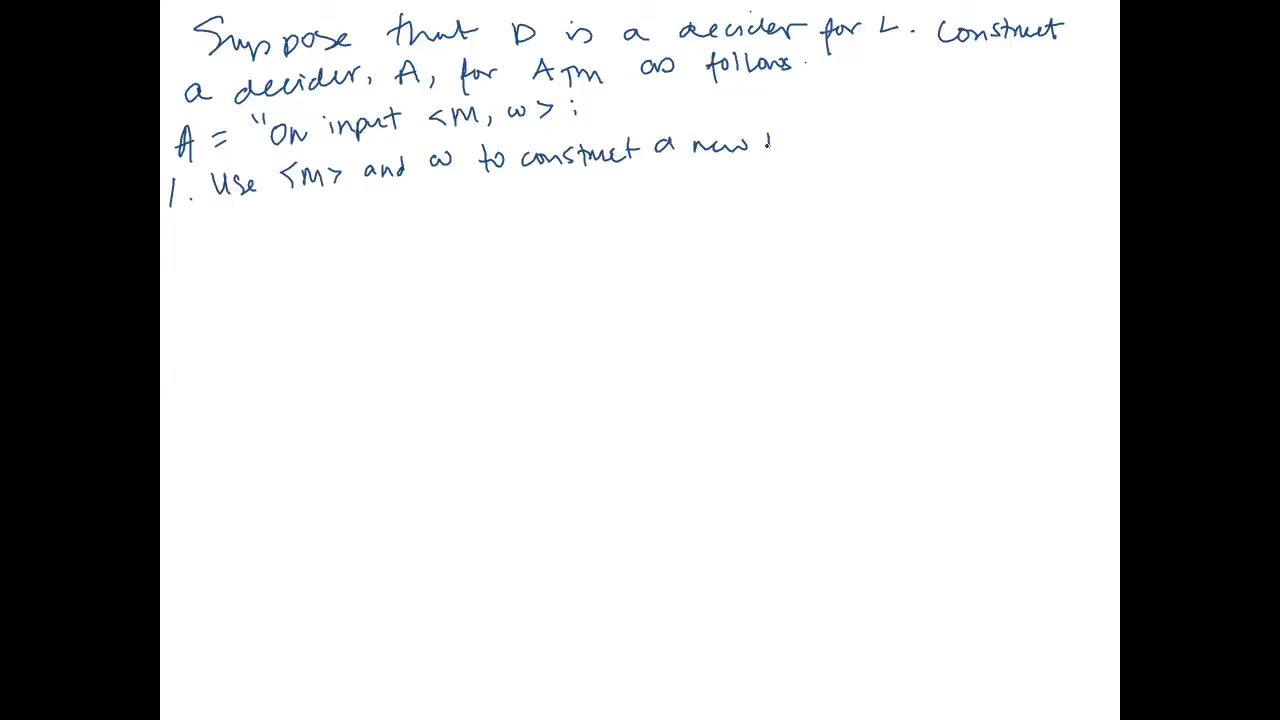 Suppose that D is a decider for L. Construct
a decider, A, for ATM as follows.
A = "On input <M, w>:
1. Use <M> and w to construct a new